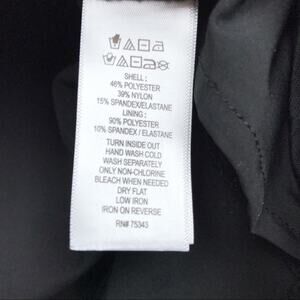 SHELL :
46% POLYESTER
39% NYLON
15% SPANDEX/ELASTANE
LINING :
90% POLYESTER
10% SPANDEX / ELASTANE
TURN INSIDE OUT
HAND WASH COLD
WASH SEPARATELY
ONLY NON-CHLORINE
BLEACH WHEN NEEDED
DRY FLAT
LOW IRON
IRON ON REVERSE
RN# 75343